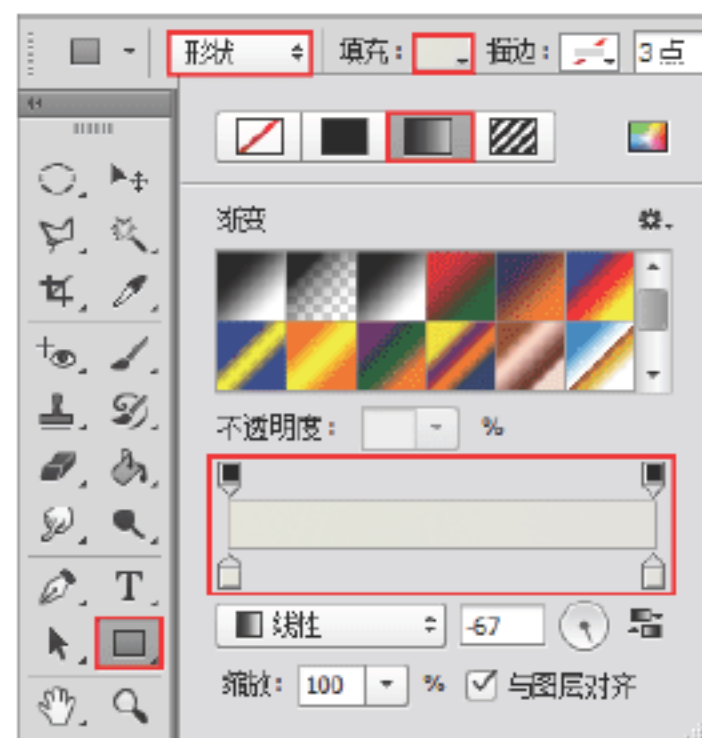 形状 填充： 描边： 3点
渐变
不透明度： %
T
线性 -67
缩放： 100 % 与图层对齐